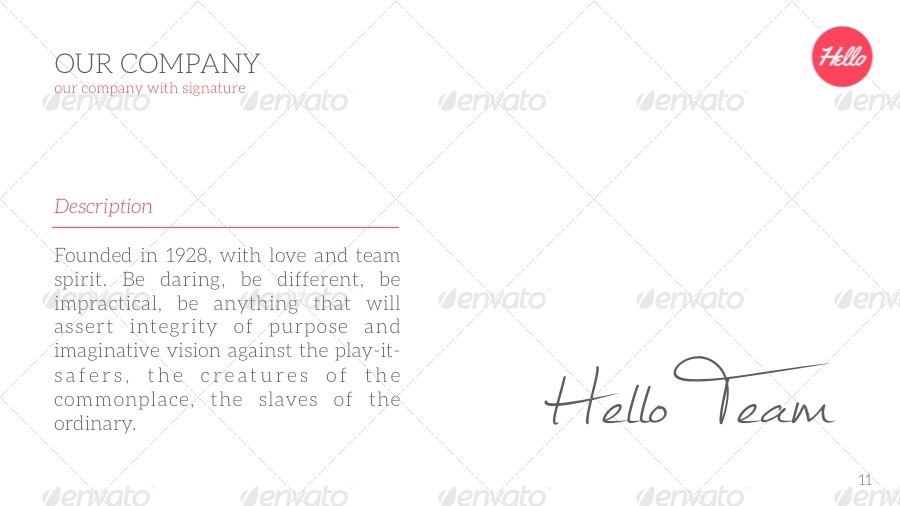 OUR COMPANY
our company with signature
Hello
Description
Founded in 1928, with love and team
spirit. Be daring, be different, be
impractical, be anything that will
assert integrity of purpose and
imaginative vision against the play-it-
safers, the creatures of the
commonplace, the slaves of the
ordinary.
Hello Team
11
envato envato envato envato envato
envato envato envato envato envato
envato envato envato envato envato